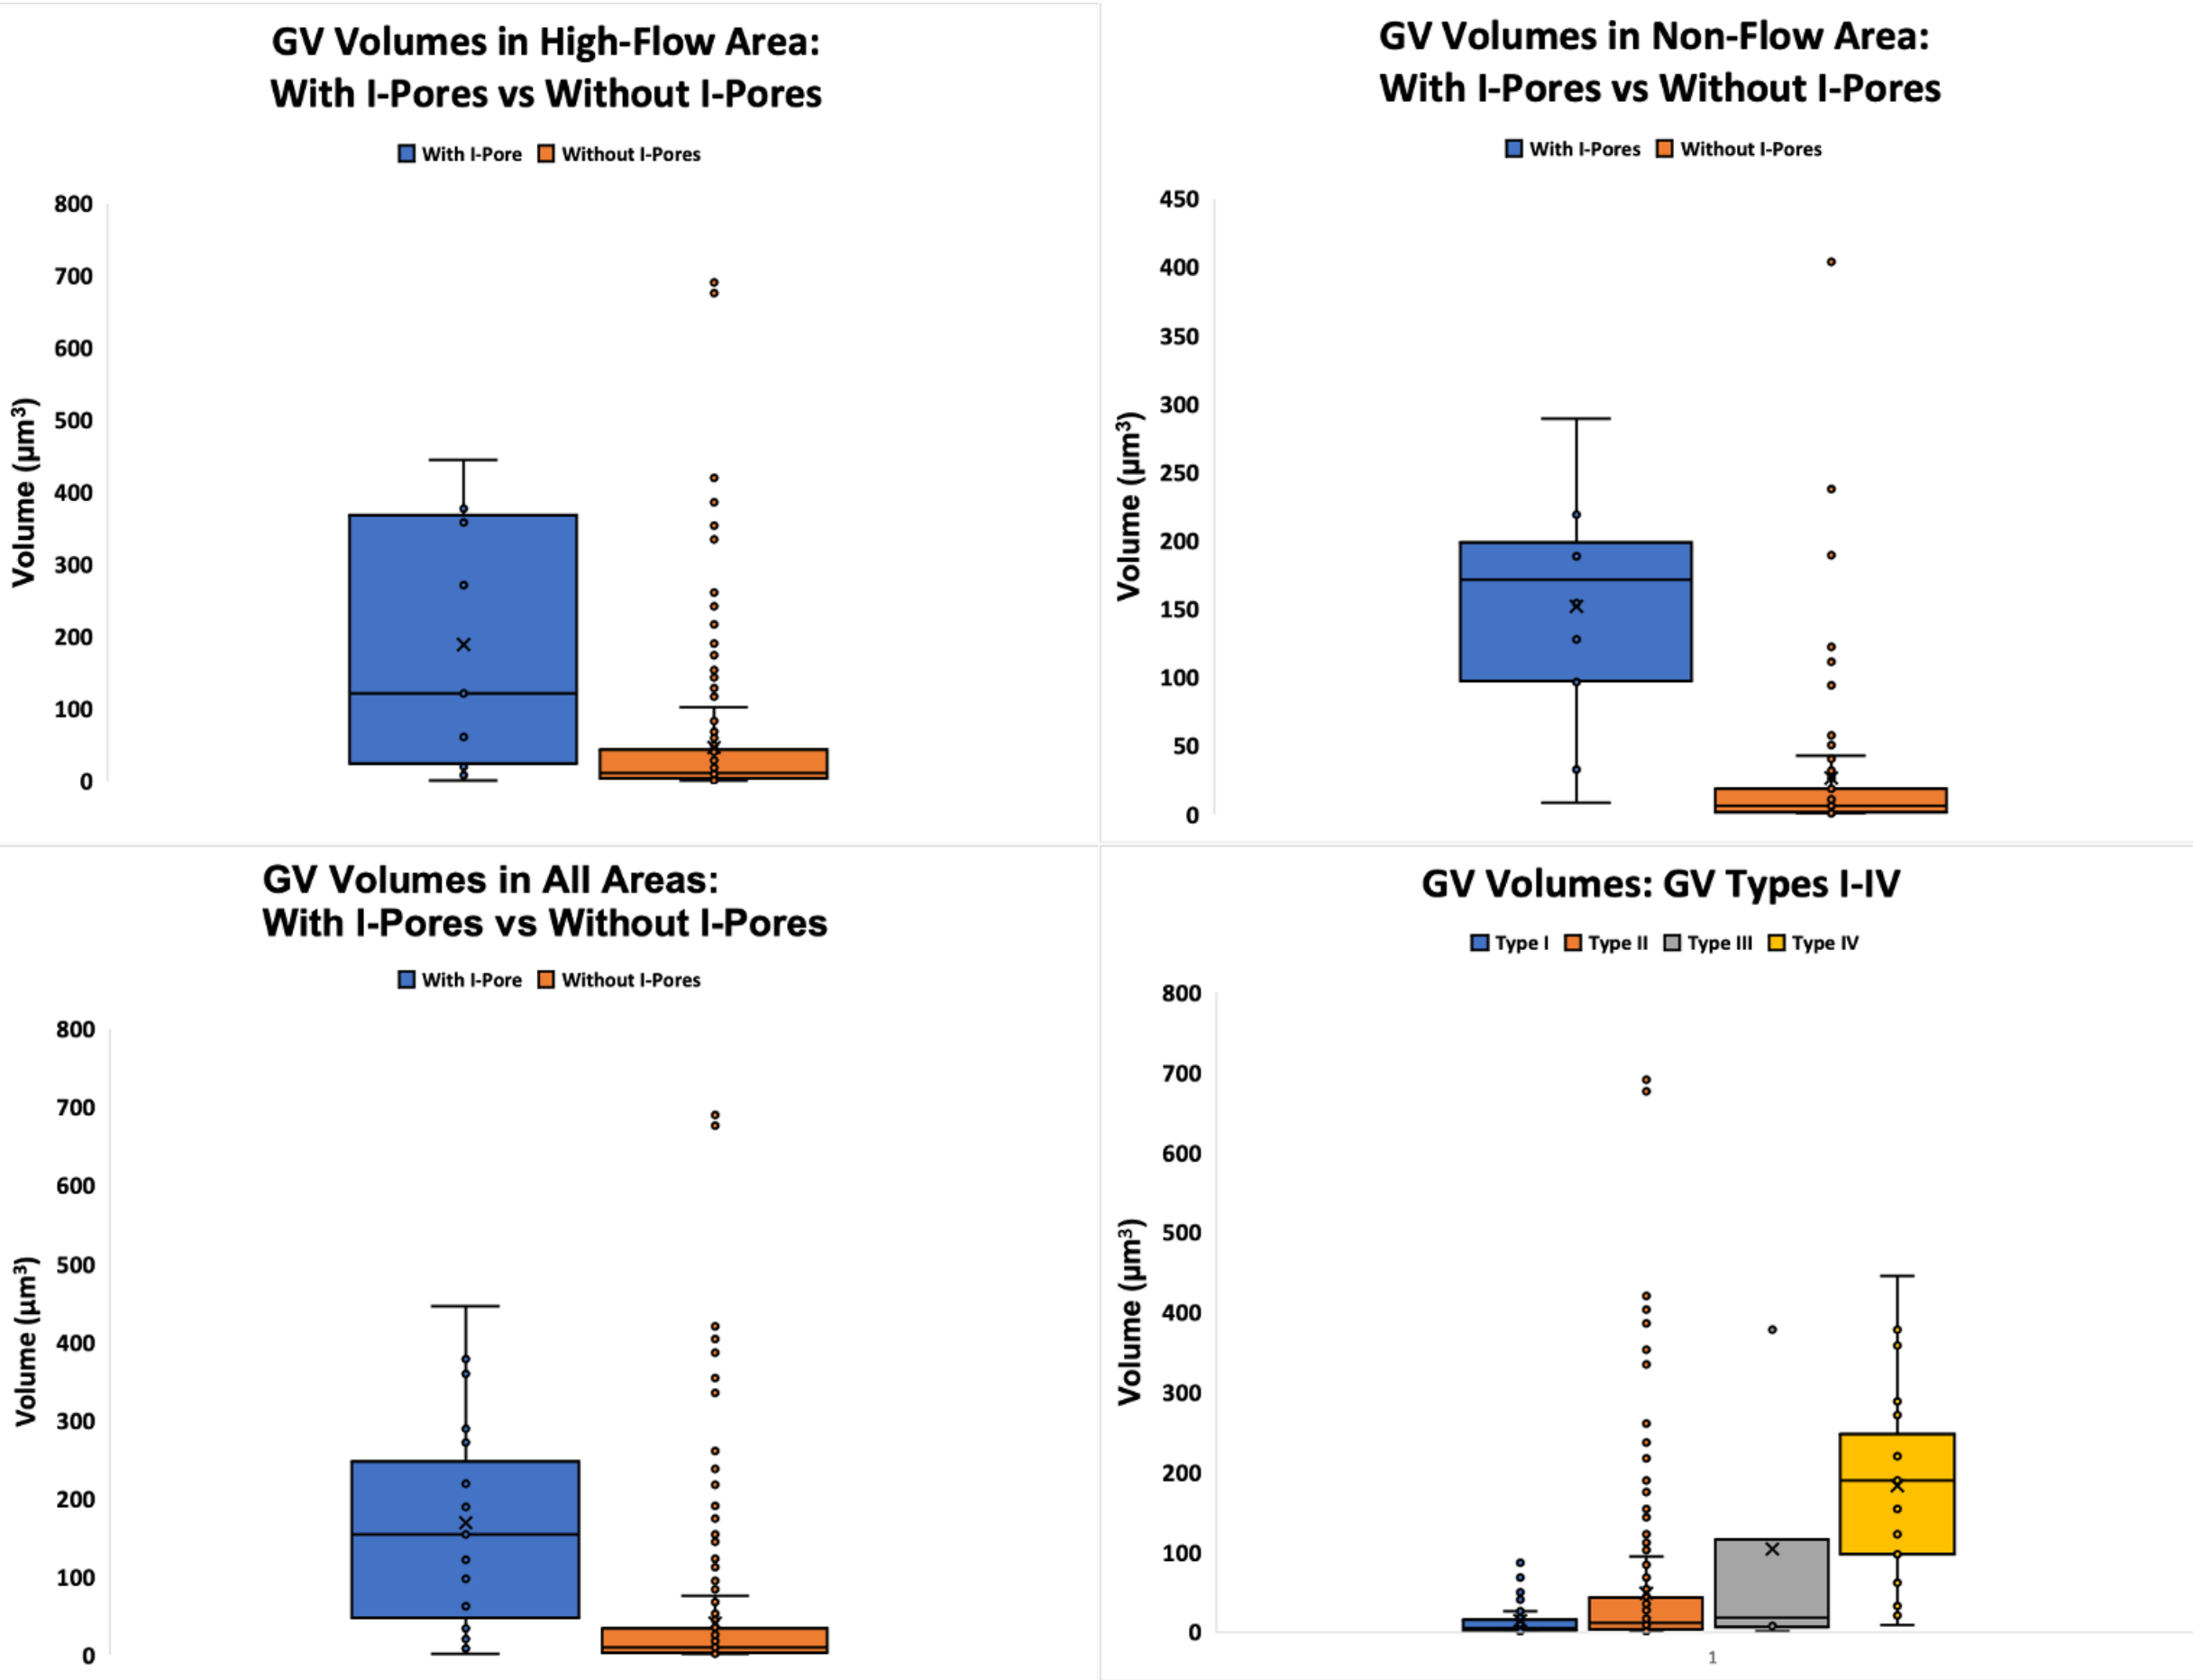 GV Volumes in High-Flow Area:
With I-Pores vs Without I-Pores
With I-Pore Without I-Pores
800
700
600
500
400
300
200
100
0
Volume (µm³)
GV Volumes in Non-Flow Area:
With I-Pores vs Without I-Pores
With I-Pores Without I-Pores
450
400
350
300
250
200
150
100
50
0
Volume (µm³)
GV Volumes in All Areas:
With I-Pores vs Without I-Pores
With I-Pore Without I-Pores
800
700
600
500
400
300
200
100
0
Volume (µm³)
GV Volumes: GV Types I-IV
Type I Type II Type III Type IV
800
700
600
500
400
300
200
100
0
Volume (µm³)
1